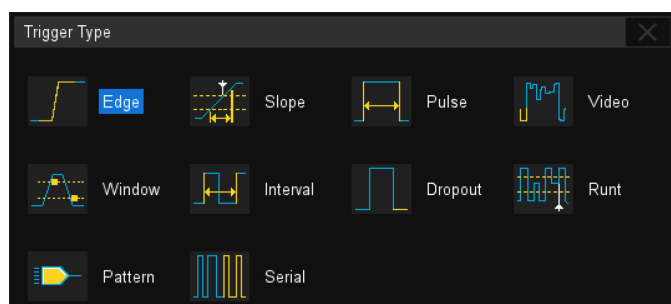 Trigger Type
Edge Slope Pulse Video
Window Interval Dropout Runt
Pattern Serial